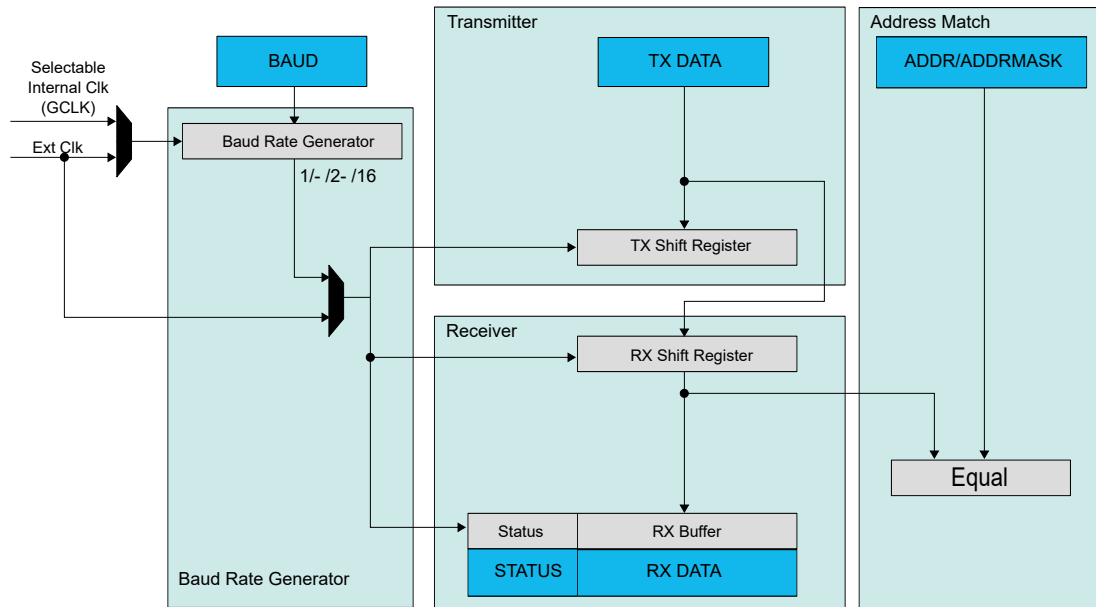 Transmitter
Address Match
BAUD
TX DATA
ADDR/ADDRMASK
Selectable
Internal Clk
(GCLK)
Ext Clk
Baud Rate Generator
1/- /2- /16
TX Shift Register
Receiver
RX Shift Register
Equal
Status
RX Buffer
STATUS
RX DATA
Baud Rate Generator